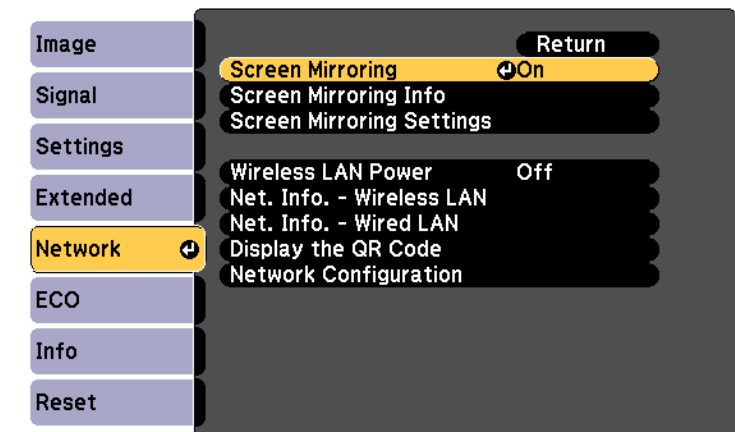 Image
Signal
Settings
Extended
Network
ECO
Info
Reset
Return
Screen Mirroring On
Screen Mirroring Info
Screen Mirroring Settings
Wireless LAN Power Off
Net. Info. - Wireless LAN
Net. Info. - Wired LAN
Display the QR Code
Network Configuration